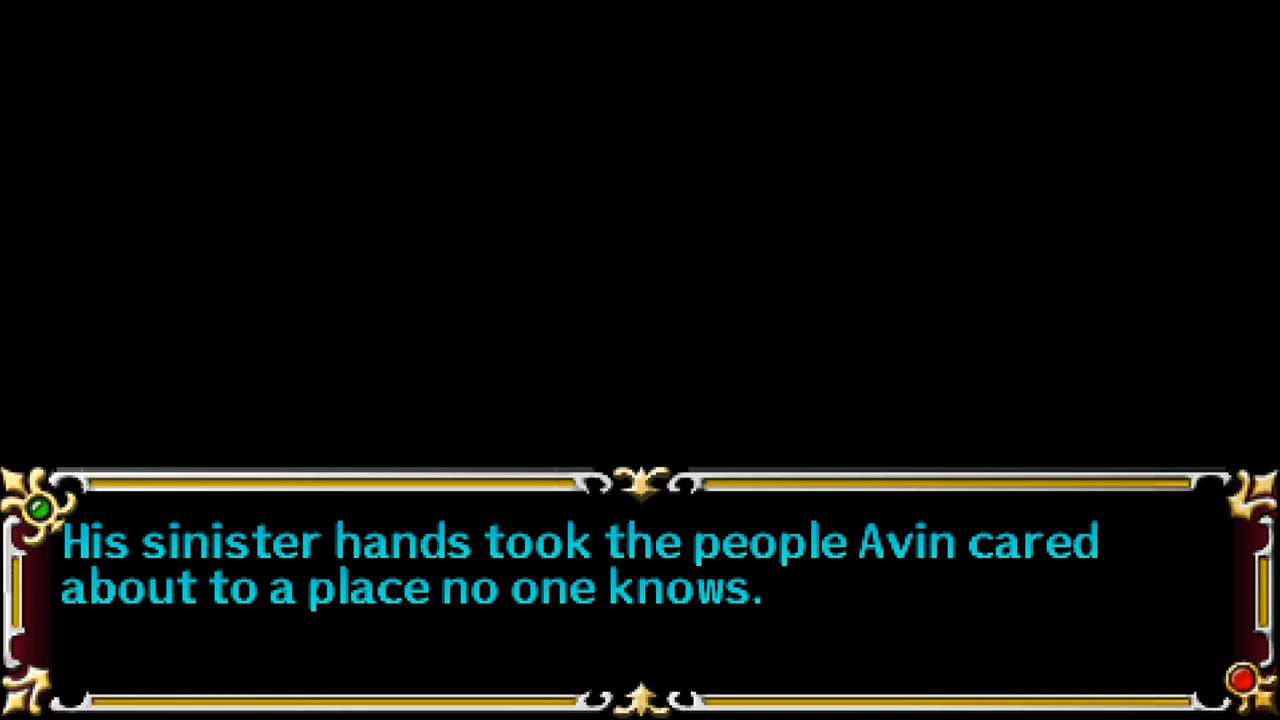 His sinister hands took the people Avin cared
about to a place no one knows.